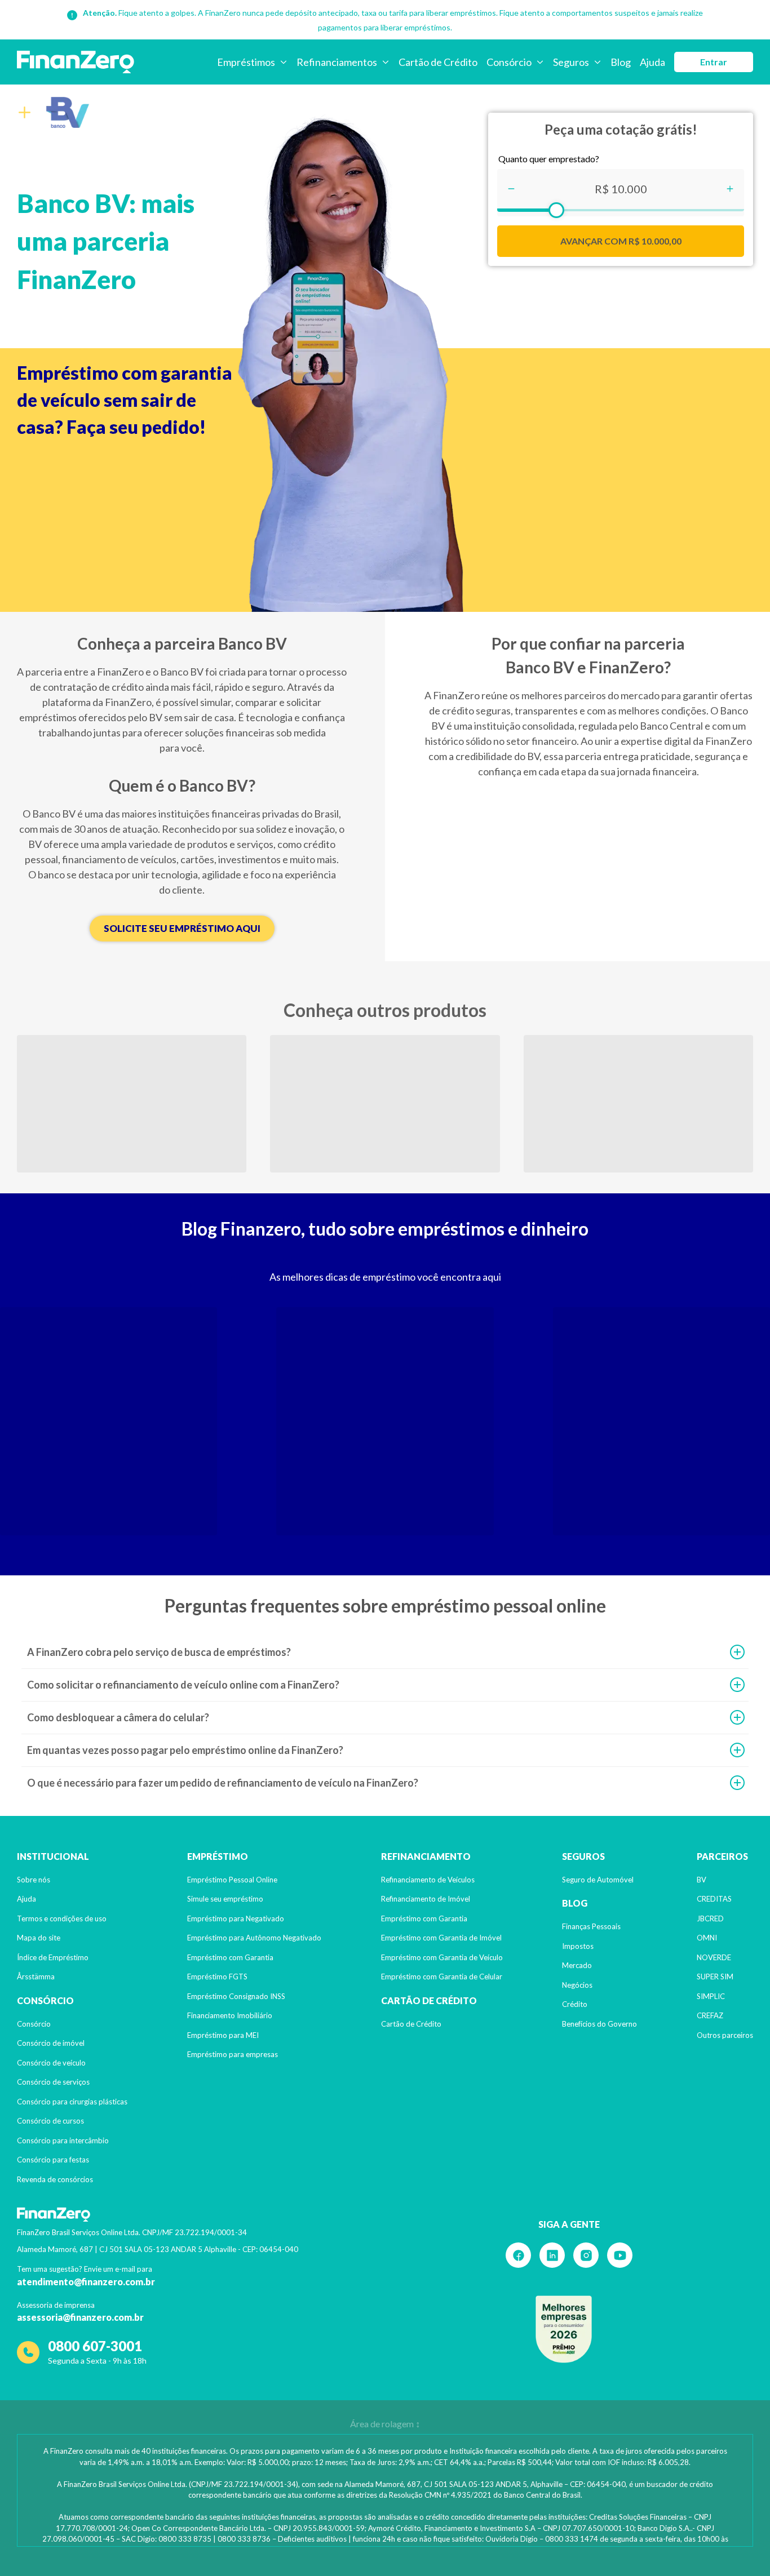 Atenção. Fique atento a golpes. A FinanZero nunca pede depósito antecipado, taxa ou tarifa para liberar empréstimos. Fique atento a comportamentos suspeitos e jamais realize
pagamentos para liberar empréstimos.
FinanZero
Empréstimos
Refinanciamentos
Cartão de Crédito
Consórcio
Seguros
Blog
Ajuda
Entrar
BV
banco
Banco BV: mais
uma parceria
FinanZero
Peça uma cotação grátis!
Quanto quer emprestado?
− R$ 10.000 +
AVANÇAR COM R$ 10.000,00
FinanZero
O seu buscador
de empréstimos
online!
Empréstimo com garantia
de veículo sem sair de
casa? Faça seu pedido!
Conheça a parceira Banco BV
A parceria entre a FinanZero e o Banco BV foi criada para tornar o processo
de contratação de crédito ainda mais fácil, rápido e seguro. Através da
plataforma da FinanZero, é possível simular, comparar e solicitar
empréstimos oferecidos pelo BV sem sair de casa. É tecnologia e confiança
trabalhando juntas para oferecer soluções financeiras sob medida
para você.
Quem é o Banco BV?
O Banco BV é uma das maiores instituições financeiras privadas do Brasil,
com mais de 30 anos de atuação. Reconhecido por sua solidez e inovação, o
BV oferece uma ampla variedade de produtos e serviços, como crédito
pessoal, financiamento de veículos, cartões, investimentos e muito mais.
O banco se destaca por unir tecnologia, agilidade e foco na experiência
do cliente.
SOLICITE SEU EMPRÉSTIMO AQUI
Por que confiar na parceria
Banco BV e FinanZero?
A FinanZero reúne os melhores parceiros do mercado para garantir ofertas
de crédito seguras, transparentes e com as melhores condições. O Banco
BV é uma instituição consolidada, regulada pelo Banco Central e com um
histórico sólido no setor financeiro. Ao unir a expertise digital da FinanZero
com a credibilidade do BV, essa parceria entrega praticidade, segurança e
confiança em cada etapa da sua jornada financeira.
Conheça outros produtos
Blog Finanzero, tudo sobre empréstimos e dinheiro
As melhores dicas de empréstimo você encontra aqui
Perguntas frequentes sobre empréstimo pessoal online
A FinanZero cobra pelo serviço de busca de empréstimos?
Como solicitar o refinanciamento de veículo online com a FinanZero?
Como desbloquear a câmera do celular?
Em quantas vezes posso pagar pelo empréstimo online da FinanZero?
O que é necessário para fazer um pedido de refinanciamento de veículo na FinanZero?
INSTITUCIONAL
Sobre nós
Ajuda
Termos e condições de uso
Mapa do site
Índice de Empréstimo
Årsstämma
CONSÓRCIO
Consórcio
Consórcio de imóvel
Consórcio de veículo
Consórcio de serviços
Consórcio para cirurgias plásticas
Consórcio de cursos
Consórcio para intercâmbio
Consórcio para festas
Revenda de consórcios
EMPRÉSTIMO
Empréstimo Pessoal Online
Simule seu empréstimo
Empréstimo para Negativado
Empréstimo para Autônomo Negativado
Empréstimo com Garantia
Empréstimo FGTS
Empréstimo Consignado INSS
Financiamento Imobiliário
Empréstimo para MEI
Empréstimo para empresas
REFINANCIAMENTO
Refinanciamento de Veículos
Refinanciamento de Imóvel
Empréstimo com Garantia
Empréstimo com Garantia de Imóvel
Empréstimo com Garantia de Veículo
Empréstimo com Garantia de Celular
CARTÃO DE CRÉDITO
Cartão de Crédito
SEGUROS
Seguro de Automóvel
BLOG
Finanças Pessoais
Impostos
Mercado
Negócios
Crédito
Benefícios do Governo
PARCEIROS
BV
CREDITAS
JBCRED
OMNI
NOVERDE
SUPER SIM
SIMPLIC
CREFAZ
Outros parceiros
FinanZero
FinanZero Brasil Serviços Online Ltda. CNPJ/MF 23.722.194/0001-34
Alameda Mamoré, 687 | CJ 501 SALA 05-123 ANDAR 5 Alphaville - CEP: 06454-040
Tem uma sugestão? Envie um e-mail para
atendimento@finanzero.com.br
Assessoria de imprensa
assessoria@finanzero.com.br
0800 607-3001
Segunda a Sexta - 9h às 18h
SIGA A GENTE
Melhores
empresas
para o consumidor
2026
PRÊMIO
Área de rolagem ↕
A FinanZero consulta mais de 40 instituições financeiras. Os prazos para pagamento variam de 6 a 36 meses por produto e Instituição financeira escolhida pelo cliente. A taxa de juros oferecida pelos parceiros
varia de 1,49% a.m. a 18,01% a.m. Exemplo: Valor: R$ 5.000,00; prazo: 12 meses; Taxa de Juros: 2,9% a.m.; CET 64,4% a.a.; Parcelas R$ 500,44; Valor total com IOF incluso: R$ 6.005,28.
A FinanZero Brasil Serviços Online Ltda. (CNPJ/MF 23.722.194/0001-34), com sede na Alameda Mamoré, 687, CJ 501 SALA 05-123 ANDAR 5, Alphaville – CEP: 06454-040, é um buscador de crédito
correspondente bancário que atua conforme as diretrizes da Resolução CMN nº 4.935/2021 do Banco Central do Brasil.
Atuamos como correspondente bancário das seguintes instituições financeiras, as propostas são analisadas e o crédito concedido diretamente pelas instituições: Creditas Soluções Financeiras – CNPJ
17.770.708/0001-24; Open Co Correspondente Bancário Ltda. – CNPJ 20.955.843/0001-59; Aymoré Crédito, Financiamento e Investimento S.A – CNPJ 07.707.650/0001-10; Banco Digio S.A,.- CNPJ
27.098.060/0001-45 – SAC Digio: 0800 333 8735 | 0800 333 8736 – Deficientes auditivos | funciona 24h e caso não fique satisfeito: Ouvidoria Digio – 0800 333 1474 de segunda a sexta-feira, das 10h00 às